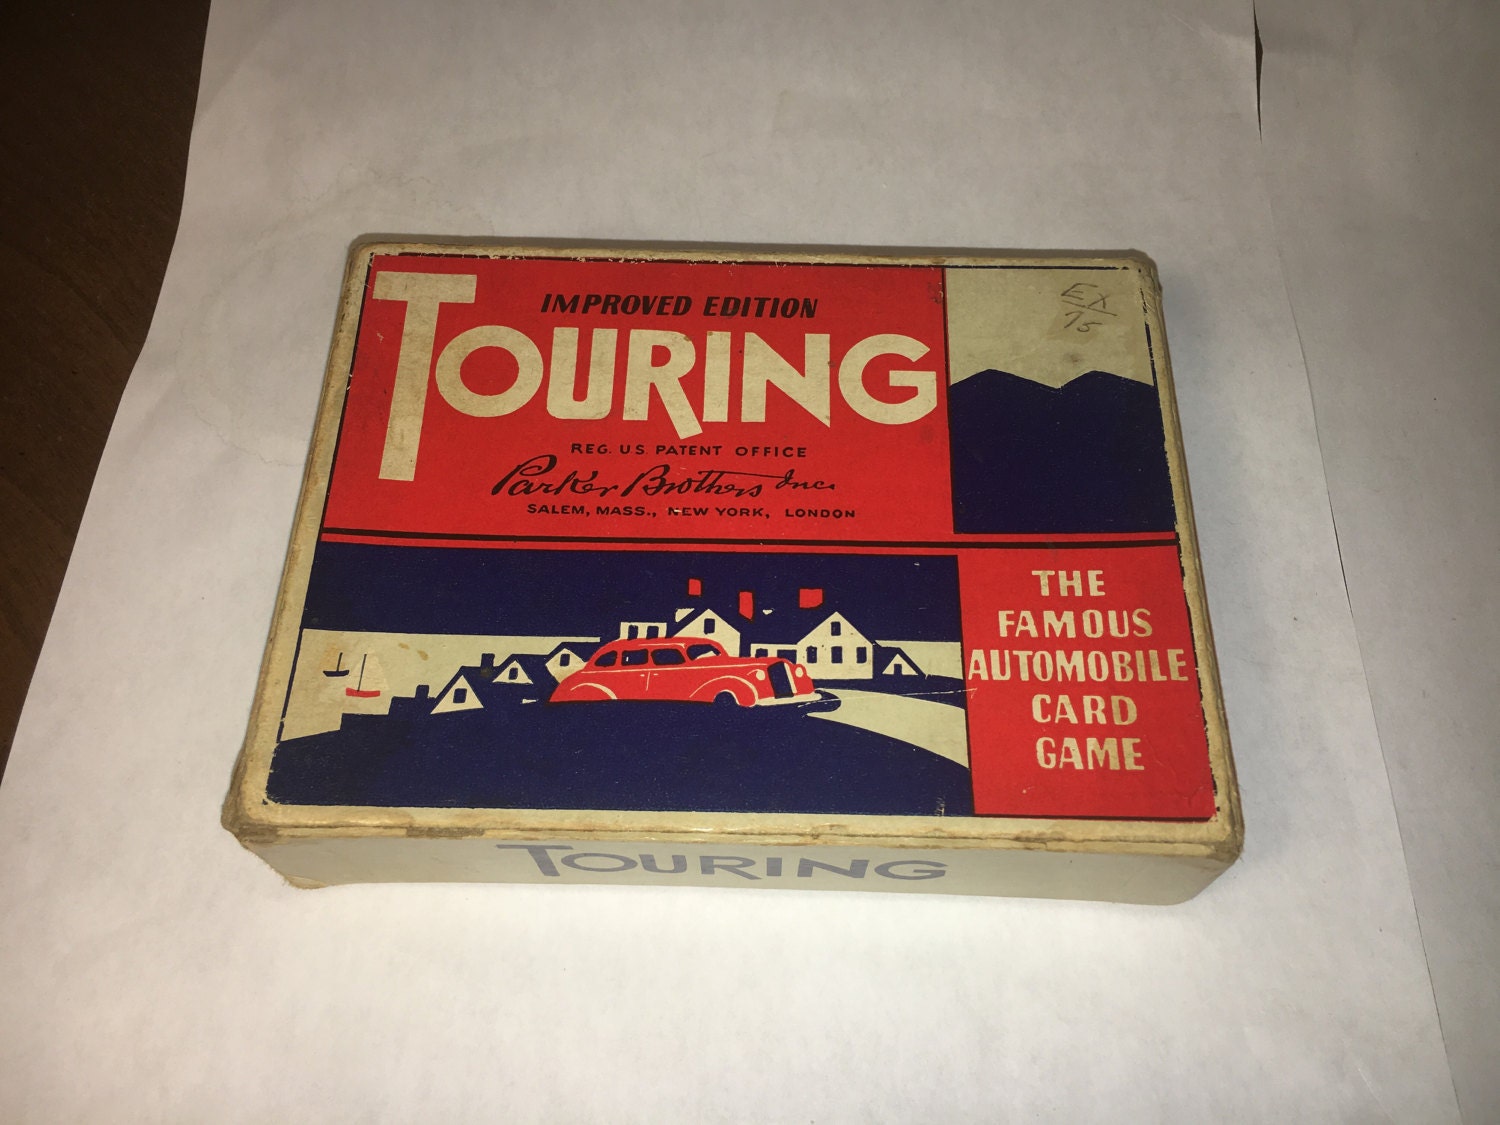 IMPROVED EDITION
TOURING
REG. U.S. PATENT OFFICE
Parker Brothers Inc.
SALEM, MASS., NEW YORK, LONDON
EX
75
THE
FAMOUS
AUTOMOBILE
CARD
GAME
TOURING